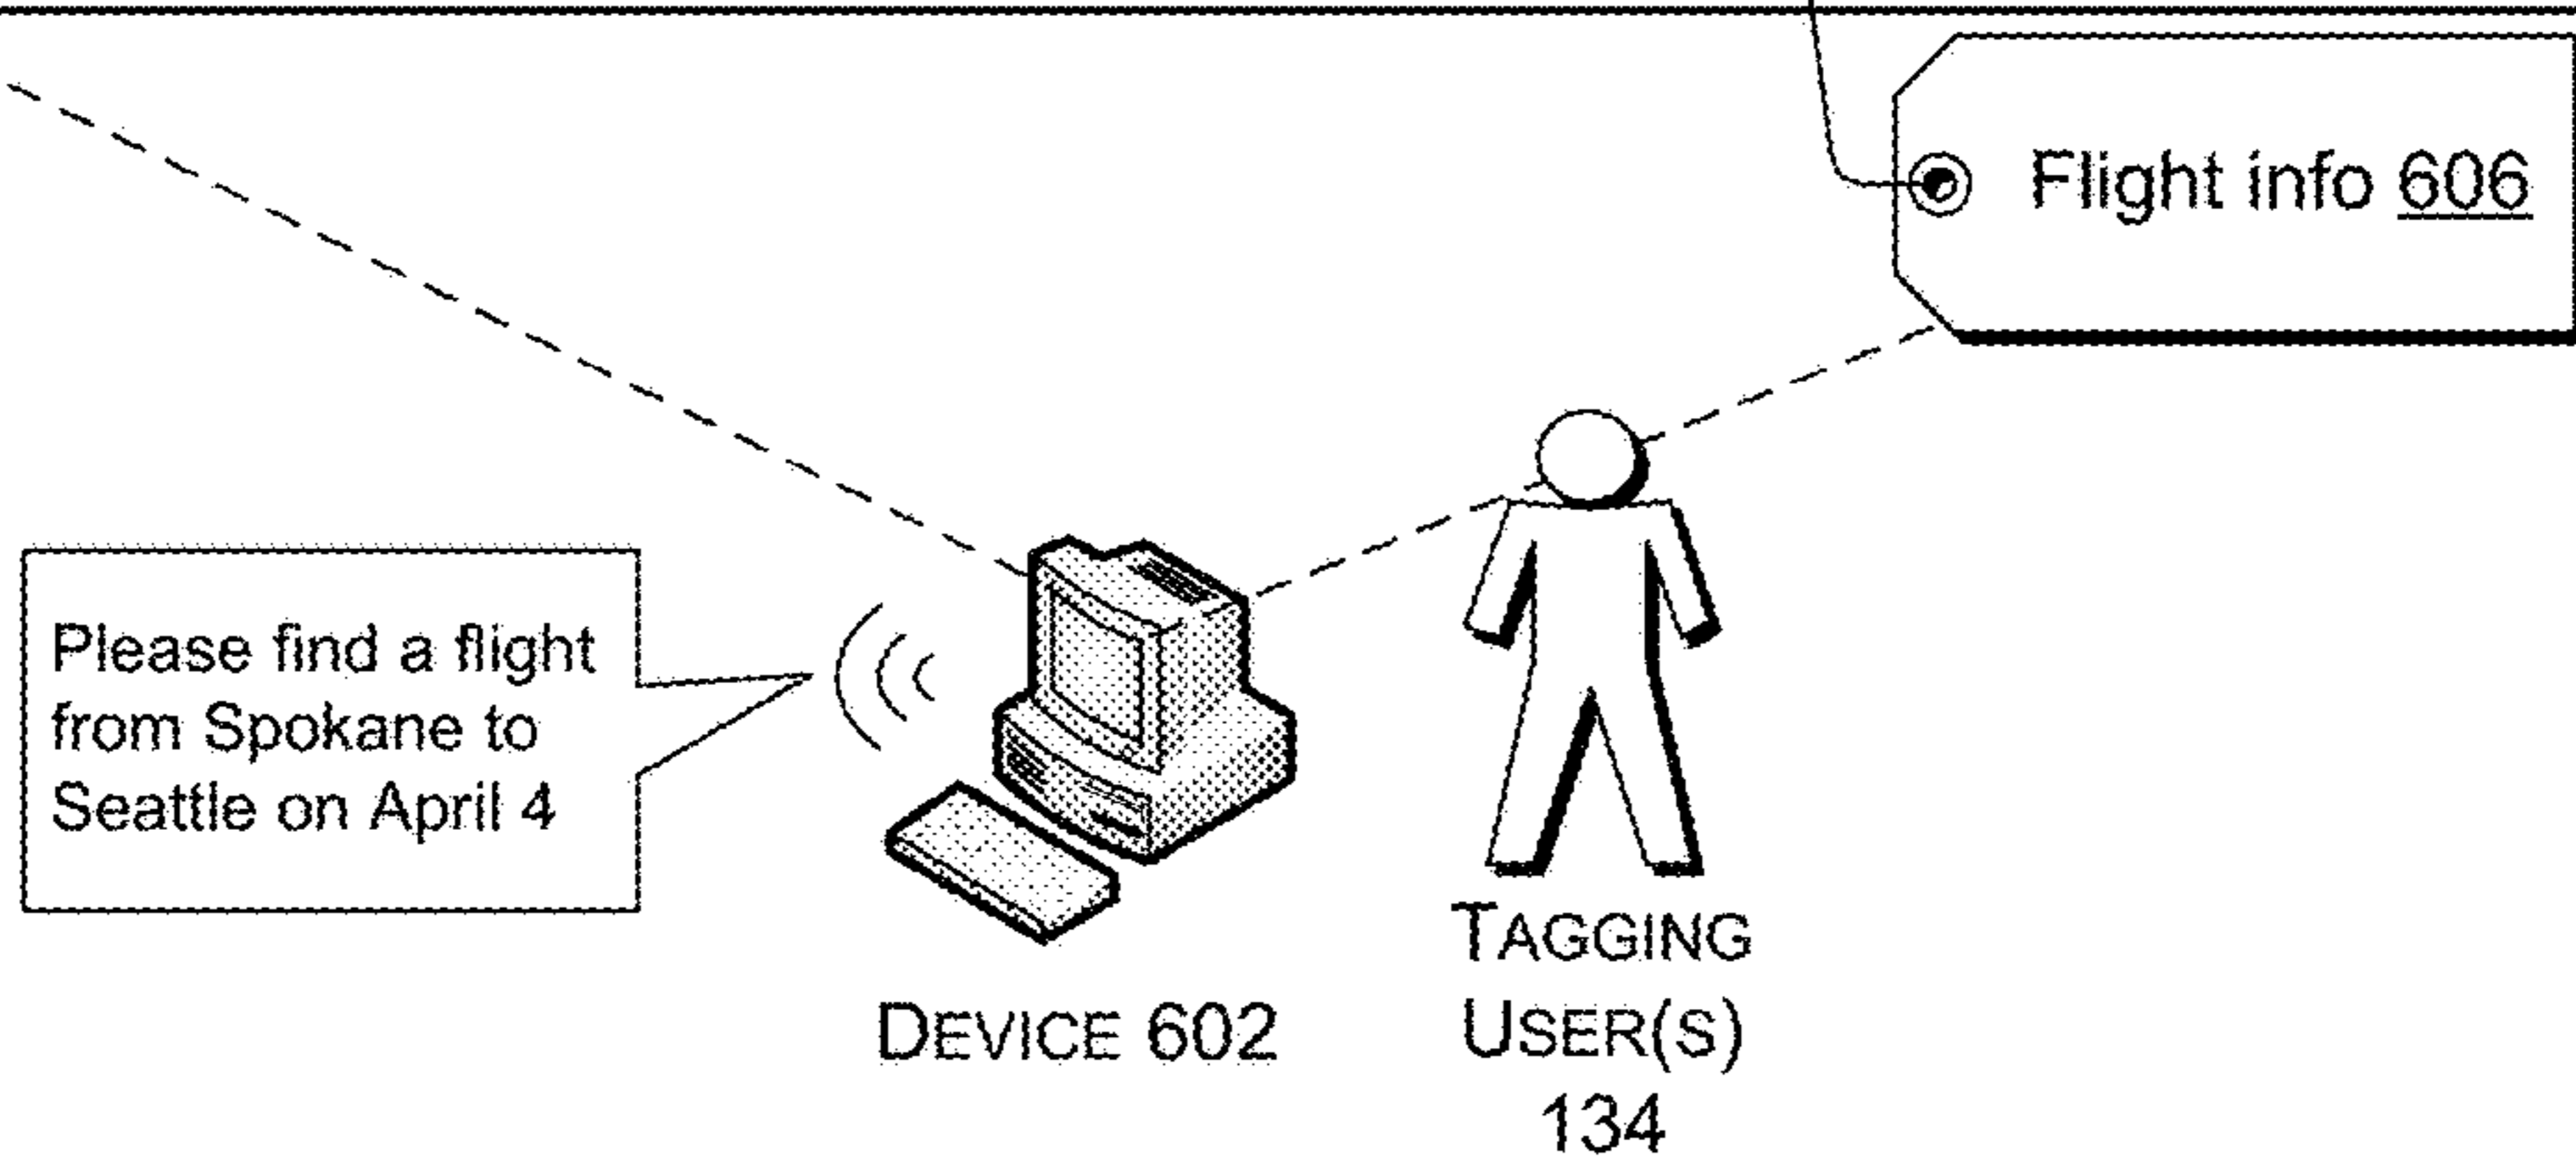 Flight info 606
Please find a flight
from Spokane to
Seattle on April 4
DEVICE 602
TAGGING
USER(S)
134